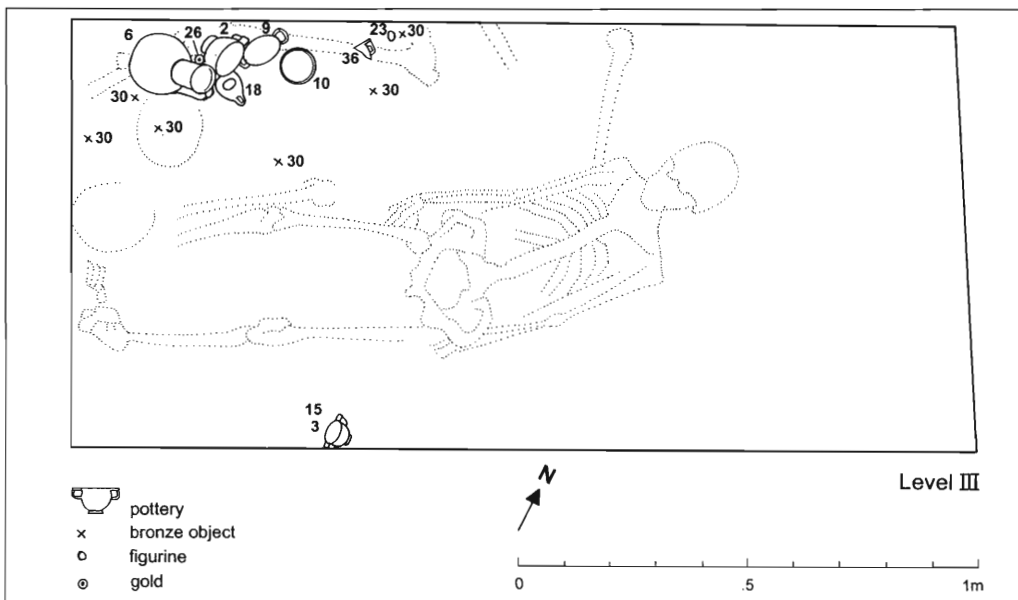 6
26
2
9
23
×30
36
10
18
×30
30×
×30
×30
×30
15
3
N
Level III
pottery
× bronze object
figurine
gold
0 .5 1m